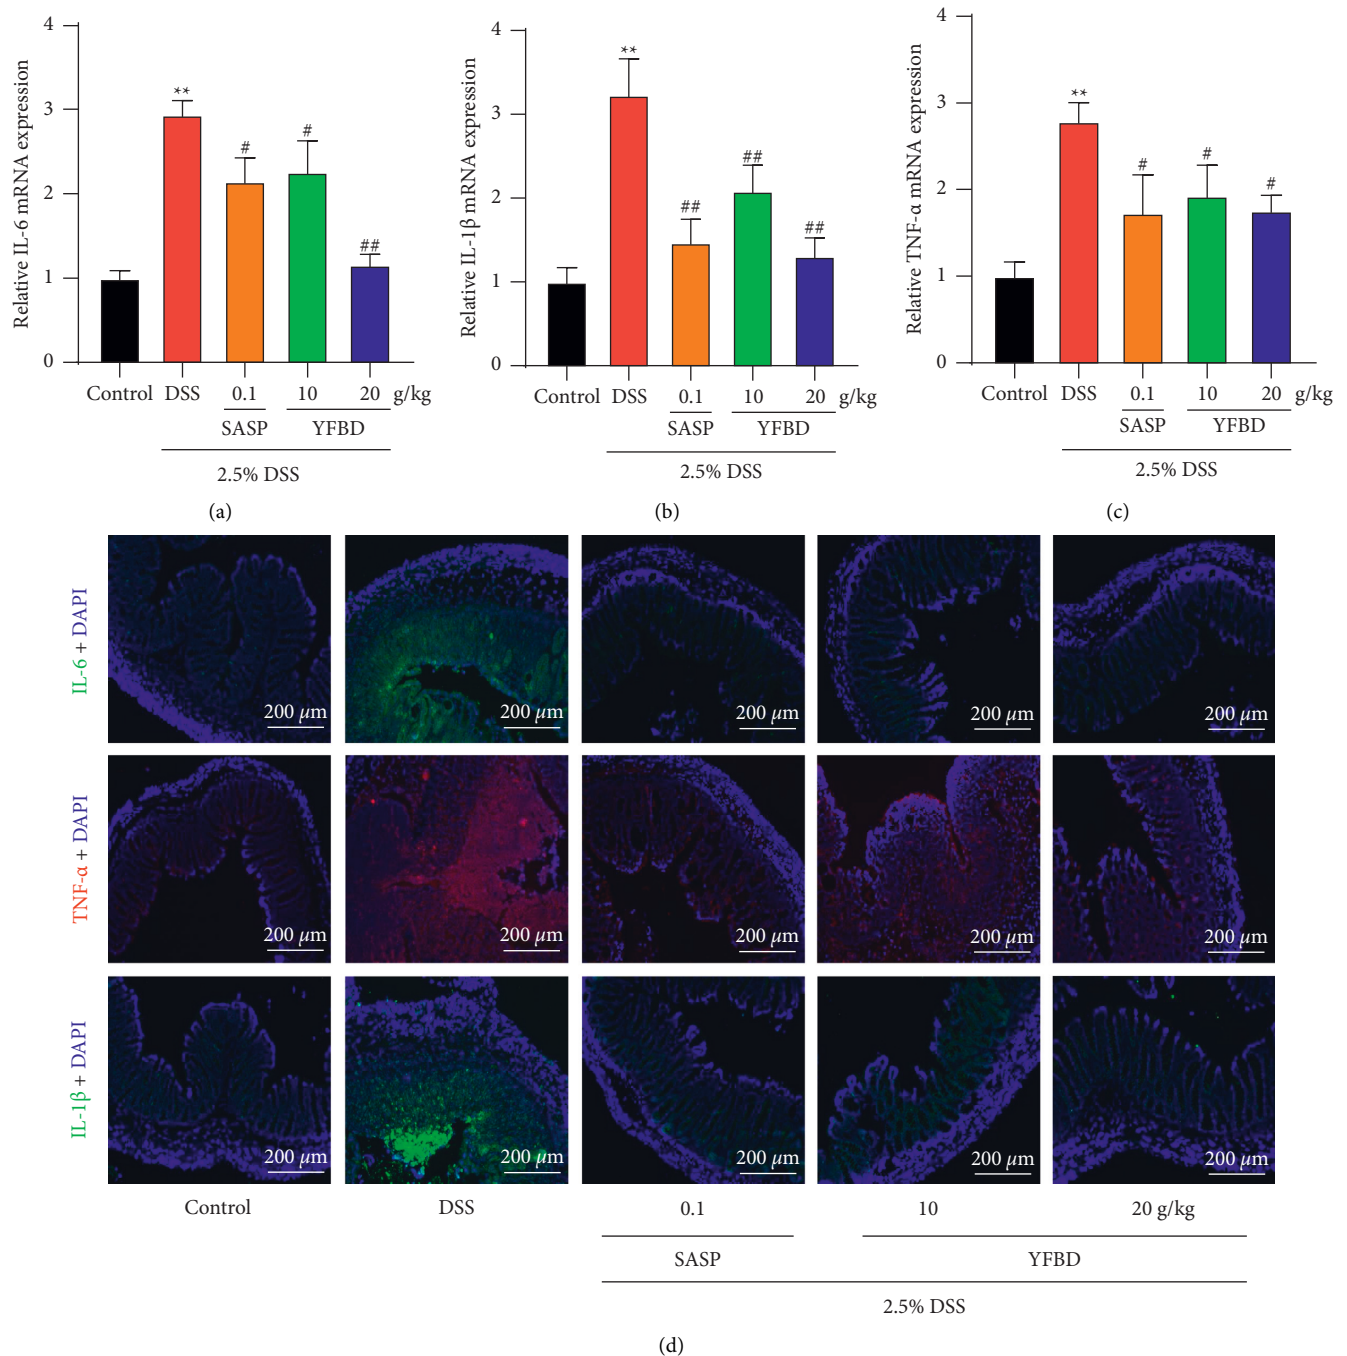 Relative IL-6 mRNA expression
4
3
2
1
0
**
#
#
##
Control DSS 0.1 10 20 g/kg
SASP YFBD
2.5% DSS
(a)
Relative IL-1β mRNA expression
4
3
2
1
0
**
##
##
##
Control DSS 0.1 10 20 g/kg
SASP YFBD
2.5% DSS
(b)
Relative TNF-α mRNA expression
4
3
2
1
0
**
#
#
#
Control DSS 0.1 10 20 g/kg
SASP YFBD
2.5% DSS
(c)
IL-6 + DAPI
200 µm 200 µm 200 µm 200 µm 200 µm
TNF-α + DAPI
200 µm 200 µm 200 µm 200 µm 200 µm
IL-1β + DAPI
200 µm 200 µm 200 µm 200 µm 200 µm
Control DSS 0.1 10 20 g/kg
SASP YFBD
2.5% DSS
(d)